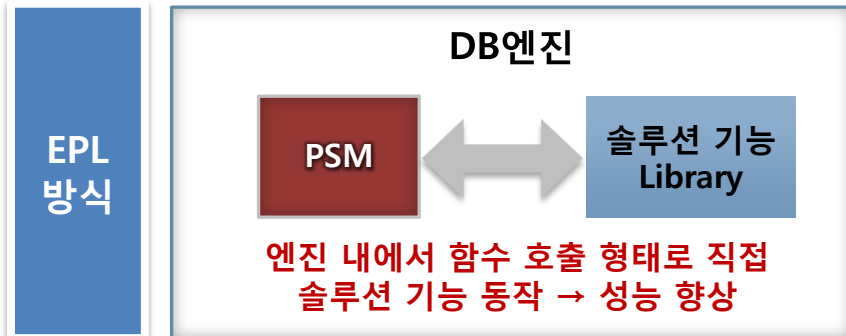 EPL
방식
DB엔진
PSM
솔루션 기능
Library
엔진 내에서 함수 호출 형태로 직접
솔루션 기능 동작 → 성능 향상